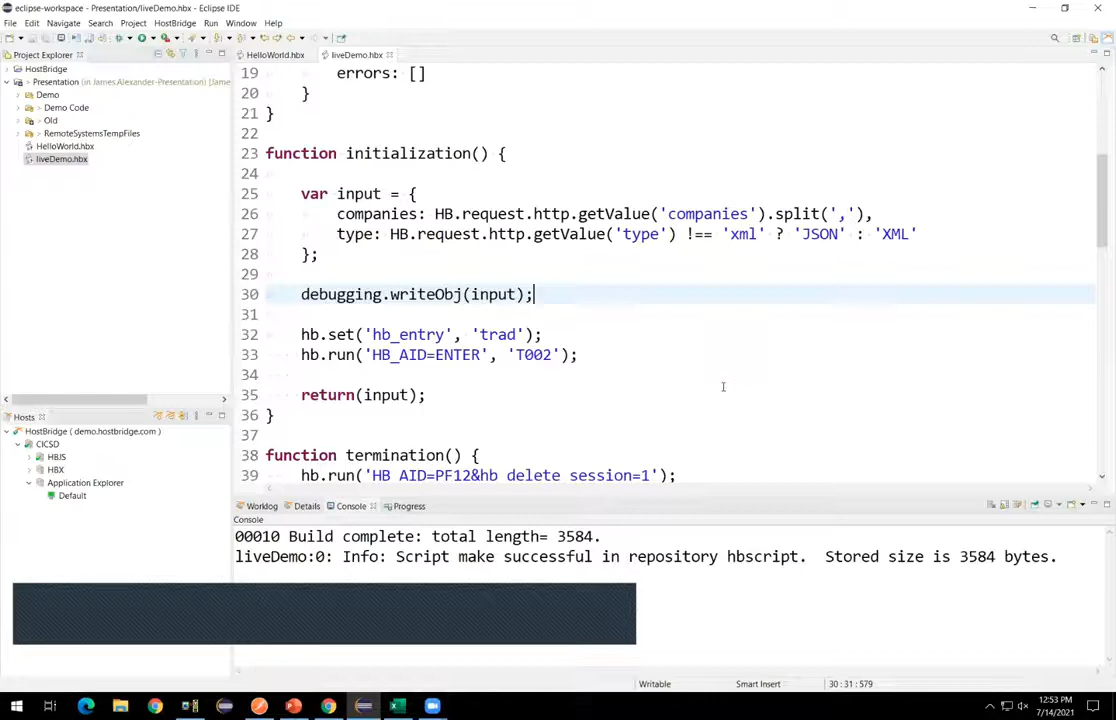 eclipse-workspace - Presentation/liveDemo.hbx - Eclipse IDE
File Edit Navigate Search Project HostBridge Run Window Help
Project Explorer
HostBridge
Presentation (in James.Alexander-Presentation) [Jame
Demo
> Demo Code
> Old
> RemoteSystemsTempFiles
HelloWorld.hbx
liveDemo.hbx
HelloWorld.hbx liveDemo.hbx
19 errors: []
20 }
21 }
22
23 function initialization() {
24
25 var input = {
26 companies: HB.request.http.getValue('companies').split(','),
27 type: HB.request.http.getValue('type') !== 'xml' ? 'JSON' : 'XML'
28 };
29
30 debugging.writeObj(input);
31
32 hb.set('hb_entry', 'trad');
33 hb.run('HB_AID=ENTER', 'T002');
34
35 return(input);
36 }
37
38 function termination() {
39 hb.run('HB_AID=PF12&hb_delete_session=1');
Hosts
HostBridge ( demo.hostbridge.com )
CICSD
HBJS
HBX
Application Explorer
Default
Worklog Details Console Progress
Console
00010 Build complete: total length= 3584.
liveDemo:0: Info: Script make successful in repository hbscript. Stored size is 3584 bytes.
Writable Smart Insert 30 : 31 : 579
12:53 PM
7/14/2021